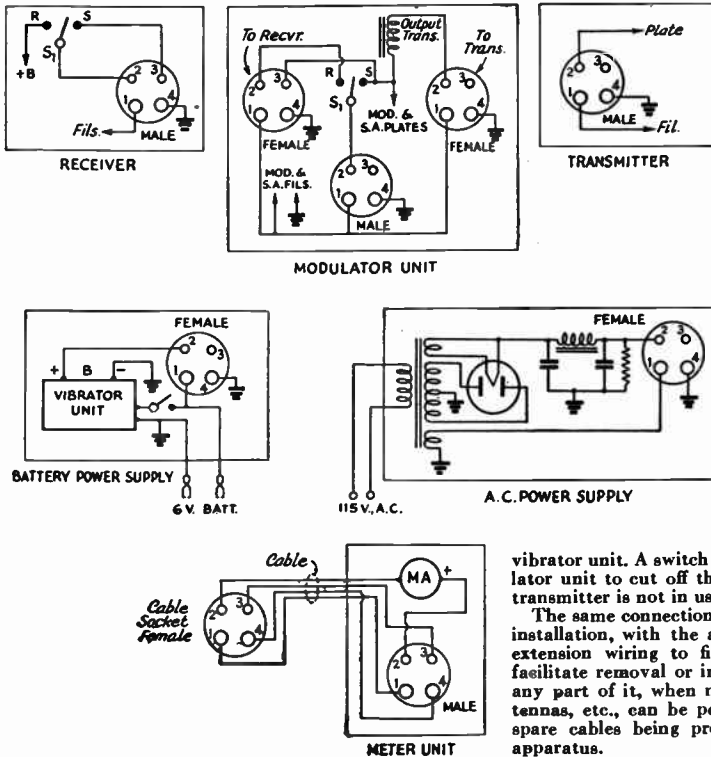 R S
S1
+B
2 3
1 4
Fils.
MALE
RECEIVER
To Recvr.
Output
Trans.
To
Trans.
R S
S1
2 3
1 4
FEMALE
MOD. &
S.A. PLATES
2 3
1 4
FEMALE
MOD. &
S.A. FILS.
2 3
1 4
MALE
MODULATOR UNIT
Plate
2 3
1 4
MALE
Fil.
TRANSMITTER
FEMALE
2 3
1 4
+ B -
VIBRATOR
UNIT
BATTERY POWER SUPPLY
6 V. BATT.
FEMALE
2 3
1 4
115 V., A.C.
A.C. POWER SUPPLY
Cable
MA +
Cable
Socket
Female
2 3
1 4
2 3
1 4
MALE
METER UNIT
vibrator unit. A switch
lator unit to cut off th
transmitter is not in us
The same connection
installation, with the a
extension wiring to fi
facilitate removal or in
any part of it, when n
tennas, etc., can be po
spare cables being pr
apparatus.